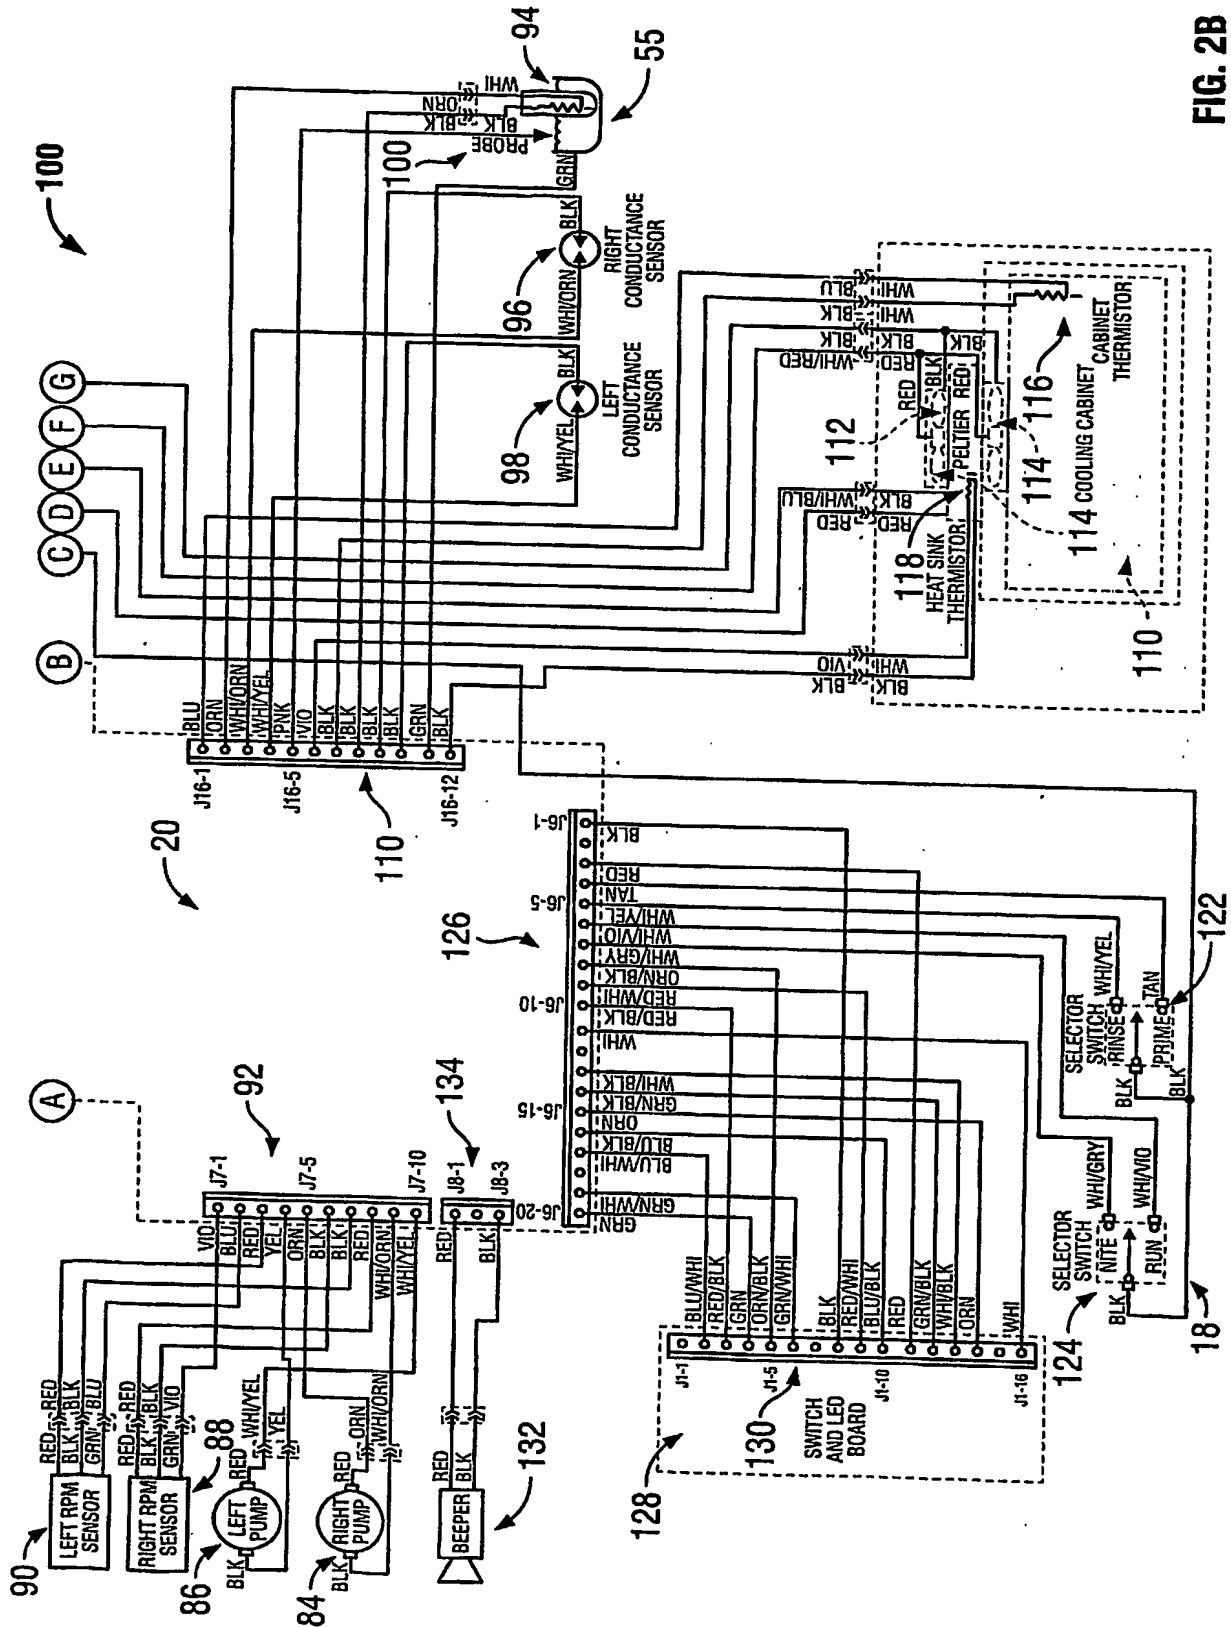 FIG. 2B
100
94
55
WHI
ORN
BLK
BLK
BLK
PROBE
100
GRN
BLK
96
RIGHT
CONDUCTANCE
SENSOR
WHI/ORN
BLK
98
LEFT
CONDUCTANCE
SENSOR
WHI/YEL
G
F
E
D
C
B
A
BLU
ORN
WHI/ORN
WHI/YEL
PNK
VIO
BLK
BLK
BLK
BLK
GRN
BLK
J16-1
J16-5
J16-12
110
20
BLU
WHI
BLK
WHI
BLK
BLK
WHI/RED
RED
BLK
RED
BLK
RED
PELTIER
112
114
116
CABINET
THERMISTOR
COOLING CABINET
114
WHI/BLU
BLK
RED
RED
118
HEAT SINK
THERMISTOR
110
VIO
WHI
BLK
BLK
J6-1
J6-5
J6-10
J6-15
J6-20
126
BLK
RED
TAN
WHI/YEL
WHI/VIO
WHI/GRY
ORN/BLK
RED/WHI
RED/BLK
WHI
WHI/BLK
GRN/BLK
ORN
BLU/BLK
BLU/WHI
GRN/WHI
GRN
92
J7-1
J7-5
J7-10
VIO
BLU
RED
YEL
ORN
BLK
BLK
RED
WHI/ORN
WHI/YEL
134
J8-1
J8-3
RED
BLK
RED
BLK
BLU
RED
BLK
GRN
LEFT RPM
SENSOR
90
RED
BLK
VIO
RED
BLK
GRN
RIGHT RPM
SENSOR
88
WHI/YEL
YEL
RED
LEFT
PUMP
BLK
86
ORN
WHI/ORN
RED
RIGHT
PUMP
BLK
84
RED
BLK
BEEPER
132
BLU/WHI
RED/BLK
GRN
ORN/BLK
GRN/WHI
BLK
RED/WHI
BLU/BLK
RED
GRN/BLK
WHI/BLK
ORN
WHI
J1-1
J1-5
J1-10
J1-16
128
130
SWITCH
AND LED
BOARD
SELECTOR
SWITCH
RINSE
PRIME
WHI/YEL
TAN
BLK
BLK
122
SELECTOR
SWITCH
NITE
RUN
WHI/GRY
WHI/VIO
BLK
124
18